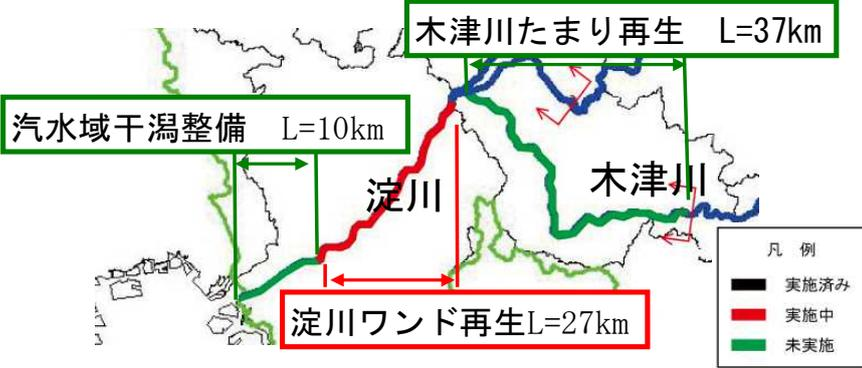 木津川たまり再生　L=37km
汽水域干潟整備　L=10km
淀川
木津川
淀川ワンド再生L=27km
凡 例
実施済み
実施中
未実施